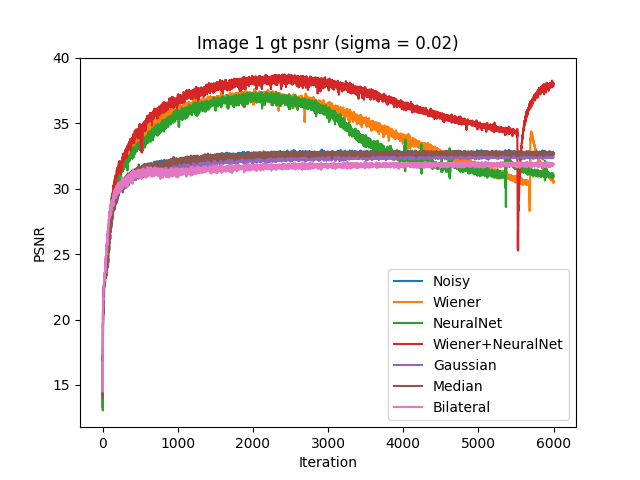 Image 1 gt psnr (sigma = 0.02)
40
35
30
25
20
15
PSNR
Noisy
Wiener
NeuralNet
Wiener+NeuralNet
Gaussian
Median
Bilateral
0 1000 2000 3000 4000 5000 6000
Iteration